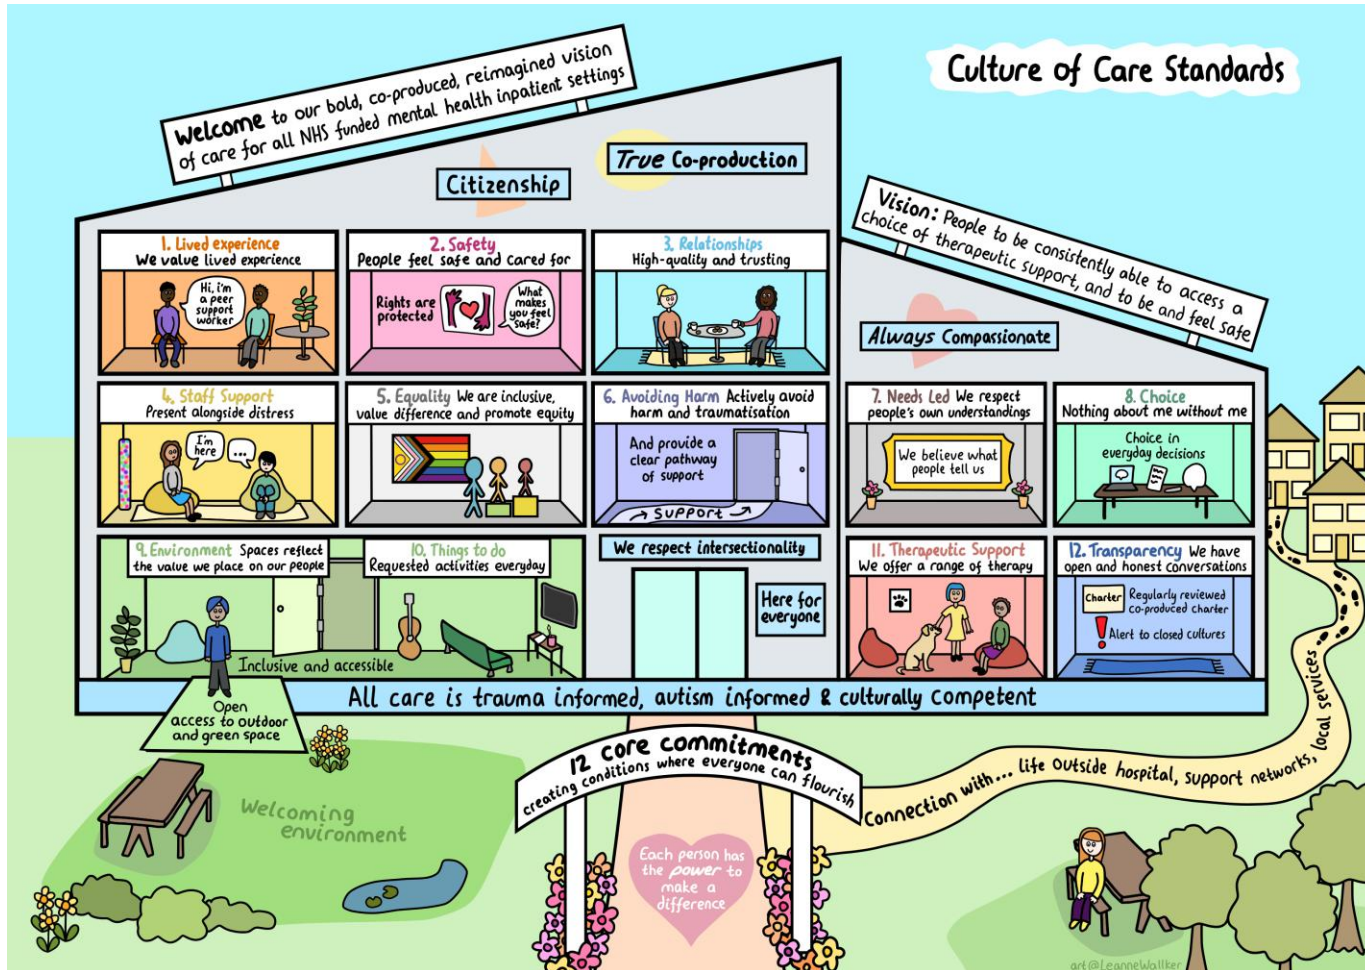 Culture of Care Standards
Welcome to our bold, co-produced, reimagined vision
of care for all NHS funded mental health inpatient settings
Citizenship
True Co-production
Vision: People to be consistently able to access a
choice of therapeutic support, and to be and feel safe
Always Compassionate
1. Lived experience
We value lived experience
Hi, i'm
a peer
support
worker
2. Safety
People feel safe and cared for
Rights are
protected
What
makes
you feel
safe?
3. Relationships
High-quality and trusting
4. Staff Support
Present alongside distress
I'm
here
...
5. Equality We are inclusive,
value difference and promote equity
6. Avoiding Harm Actively avoid
harm and traumatisation
And provide a
clear pathway
of support
→ SUPPORT →
7. Needs Led We respect
people's own understandings
We believe what
people tell us
8. Choice
Nothing about me without me
Choice in
everyday decisions
9. Environment Spaces reflect
the value we place on our people
10. Things to do
Requested activities everyday
Inclusive and accessible
Open
access to outdoor
and green space
We respect intersectionality
Here for
everyone
11. Therapeutic Support
We offer a range of therapy
12. Transparency We have
open and honest conversations
Charter
Regularly reviewed
co-produced charter
! Alert to closed cultures
All care is trauma informed, autism informed & culturally competent
12 core commitments
creating conditions where everyone can flourish
Connection with... life outside hospital, support networks, local services
Welcoming
environment
Each person has
the power to
make a
difference
art@LeanneWallker